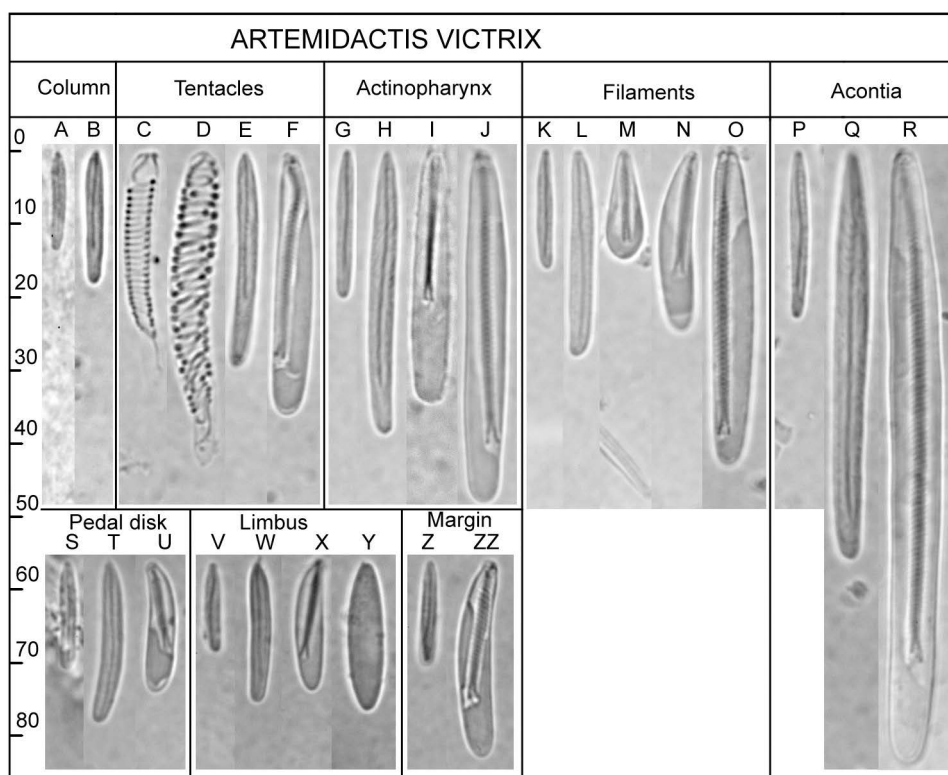 ARTEMIDACTIS VICTRIX
Column Tentacles Actinopharynx Filaments Acontia
A B C D E F G H I J K L M N O P Q R
0
10
20
30
40
50
Pedal disk Limbus Margin
S T U V W X Y Z ZZ
60
70
80